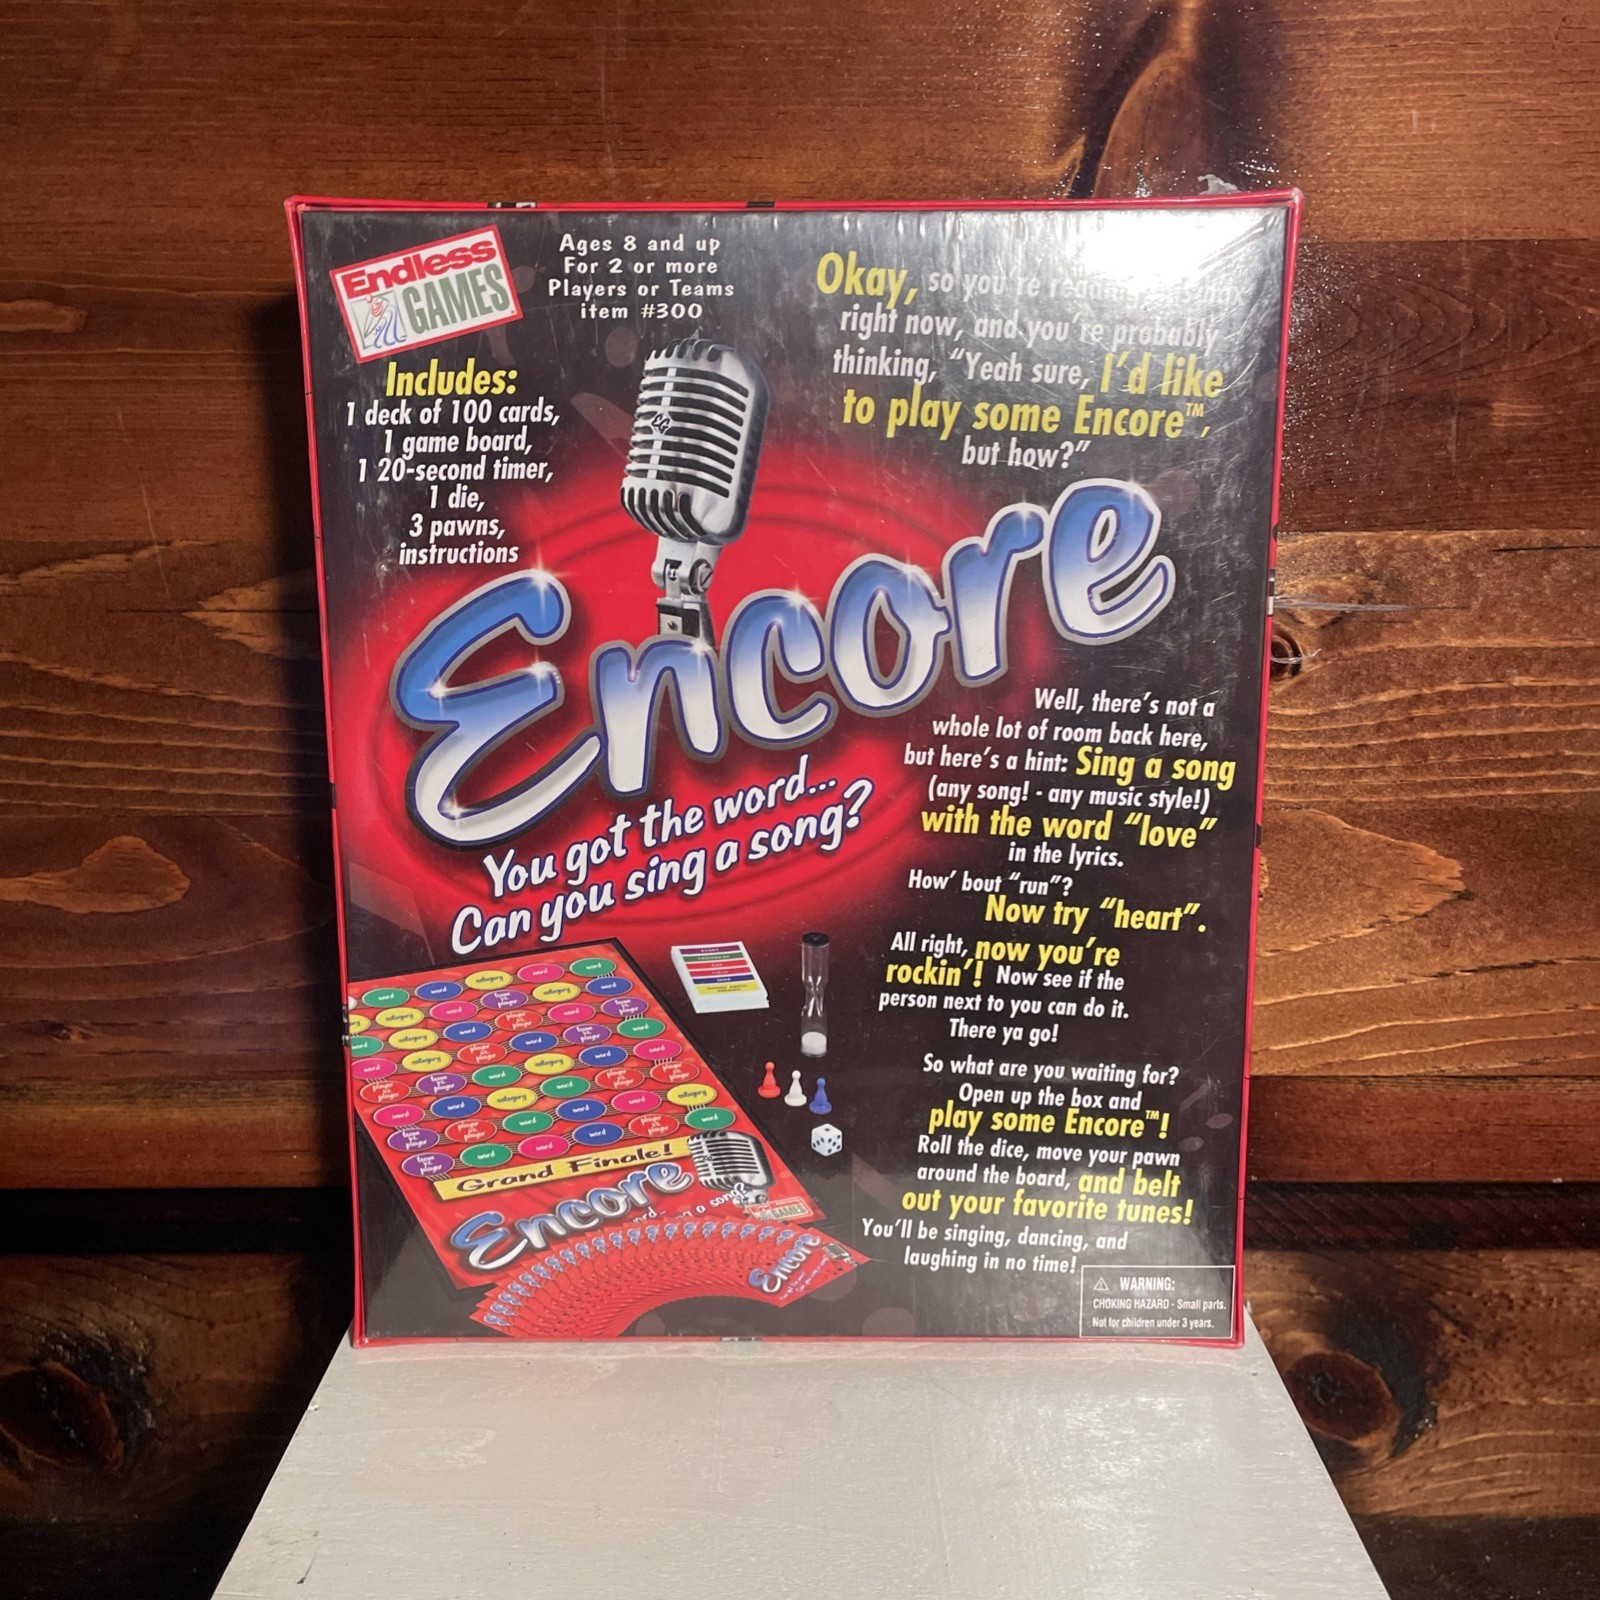 Endless
GAMES
Ages 8 and up
For 2 or more
Players or Teams
item #300
Includes:
1 deck of 100 cards,
1 game board,
1 20-second timer,
1 die,
3 pawns,
instructions
Okay, so you're
right now, and you're probably
thinking, "Yeah sure, I'd like
to play some Encore™,
but how?"
Encore
You got the word...
Can you sing a song?
Well, there's not a
whole lot of room back here,
but here's a hint: Sing a song
(any song! - any music style!)
with the word "love"
in the lyrics.
How' bout "run"?
Now try "heart".
All right, now you're
rockin'! Now see if the
person next to you can do it.
There ya go!
So what are you waiting for?
Open up the box and
play some Encore™!
Roll the dice, move your pawn
around the board, and belt
out your favorite tunes!
You'll be singing, dancing, and
laughing in no time!
Grand Finale!
Encore
Encore
⚠ WARNING:
CHOKING HAZARD - Small parts.
Not for children under 3 years.